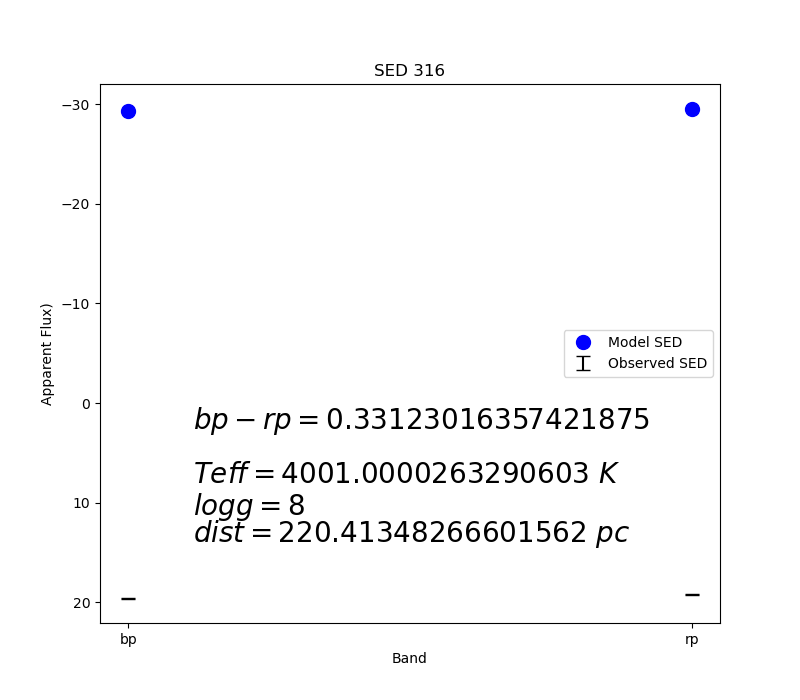 SED 316
−30
−20
−10
0
10
20
Apparent Flux)
Model SED
Observed SED
bp − rp = 0.33123016357421875
Teff = 4001.0000263290603 K
logg = 8
dist = 220.41348266601562 pc
bp
rp
Band